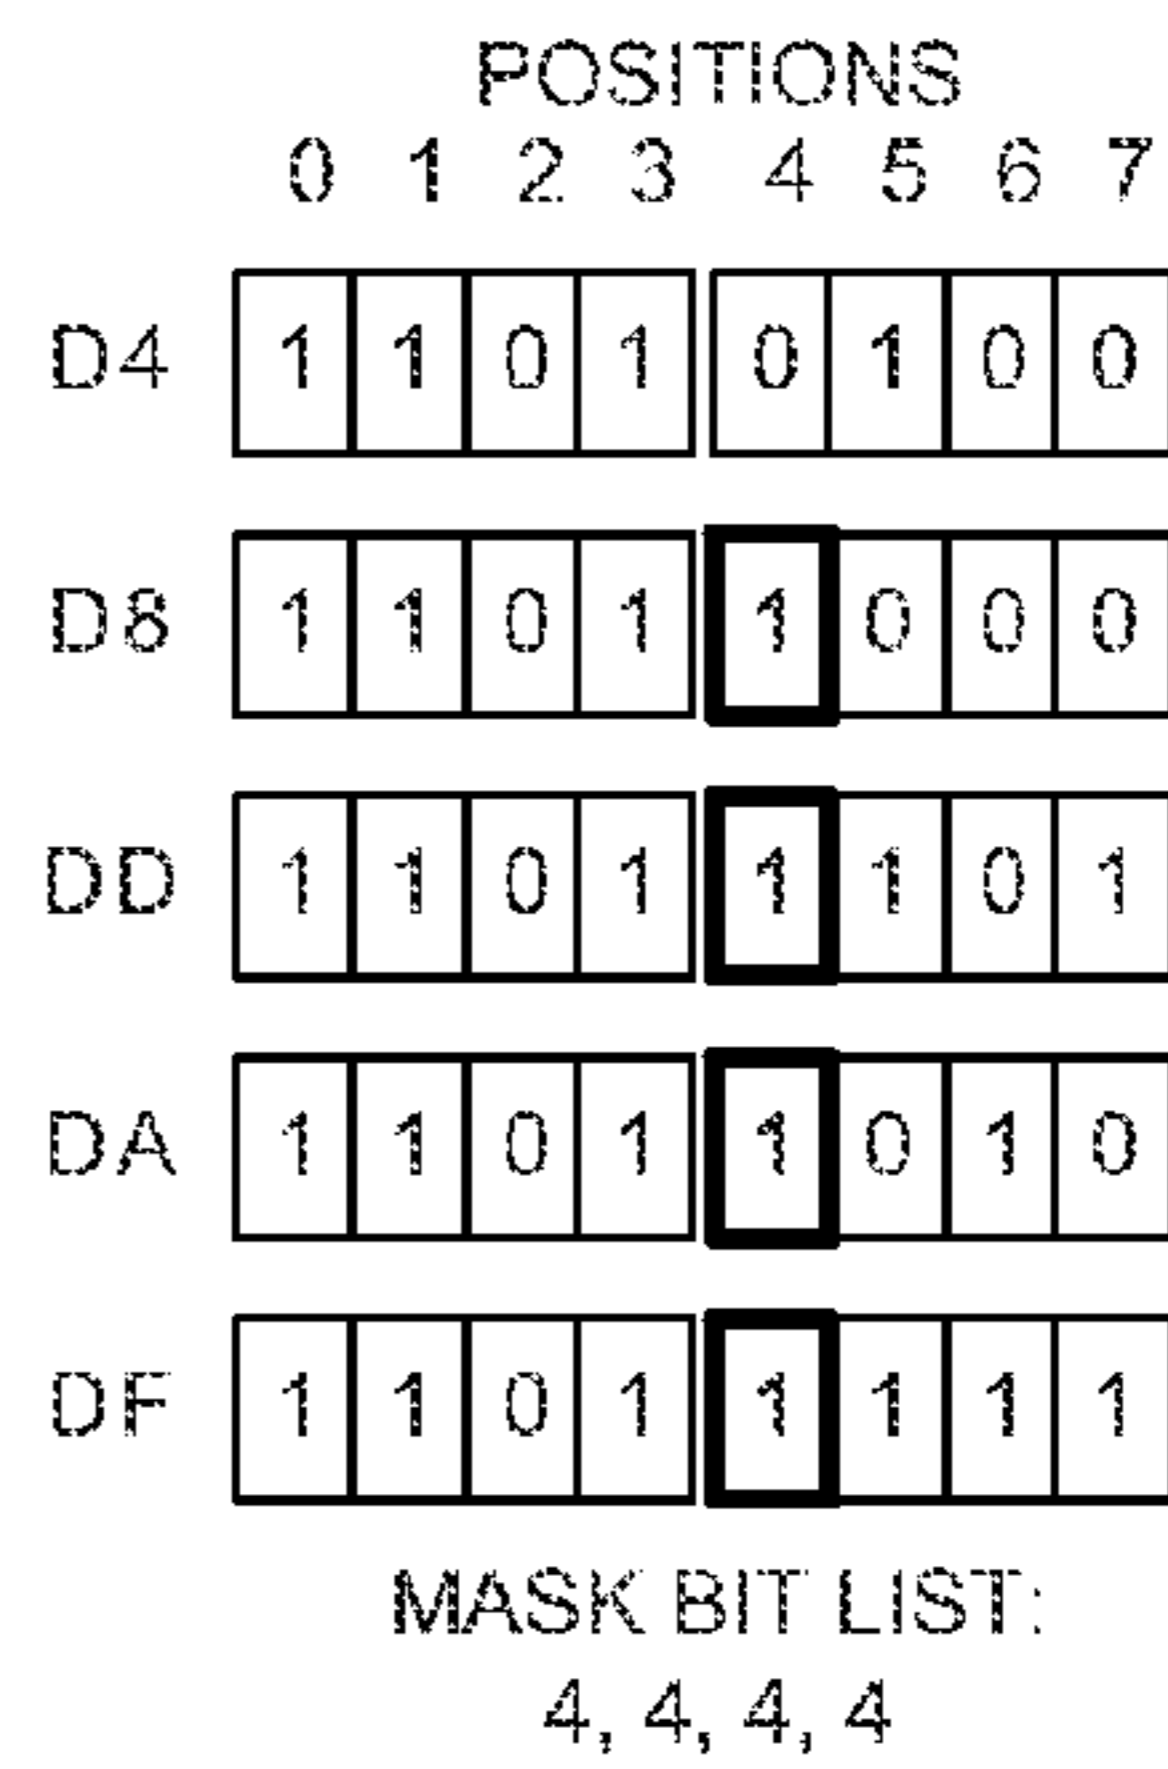 POSITIONS
0 1 2 3 4 5 6 7
D4 1 1 0 1 0 1 0 0
D8 1 1 0 1 1 0 0 0
DD 1 1 0 1 1 1 0 1
DA 1 1 0 1 1 0 1 0
DF 1 1 0 1 1 1 1 1
MASK BIT LIST:
4, 4, 4, 4